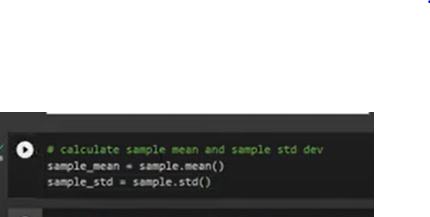 # calculate sample mean and sample std dev
sample_mean = sample.mean()
sample_std = sample.std()